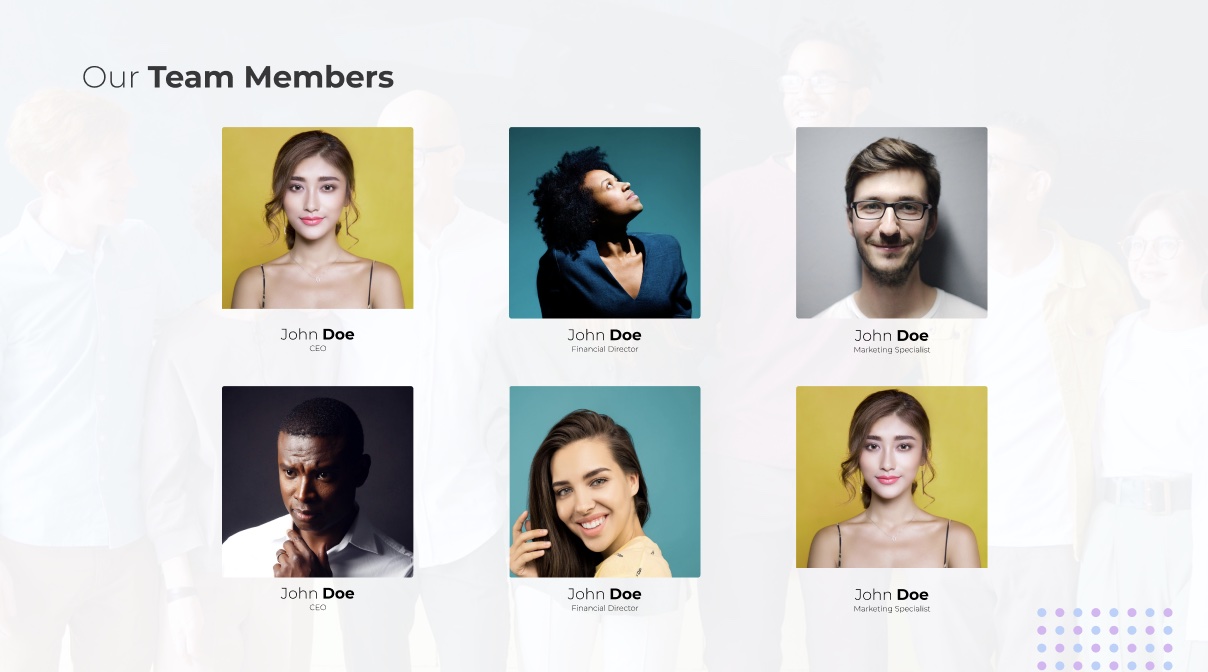 Our Team Members
John Doe
CEO
John Doe
Financial Director
John Doe
Marketing Specialist
John Doe
CEO
John Doe
Financial Director
John Doe
Marketing Specialist